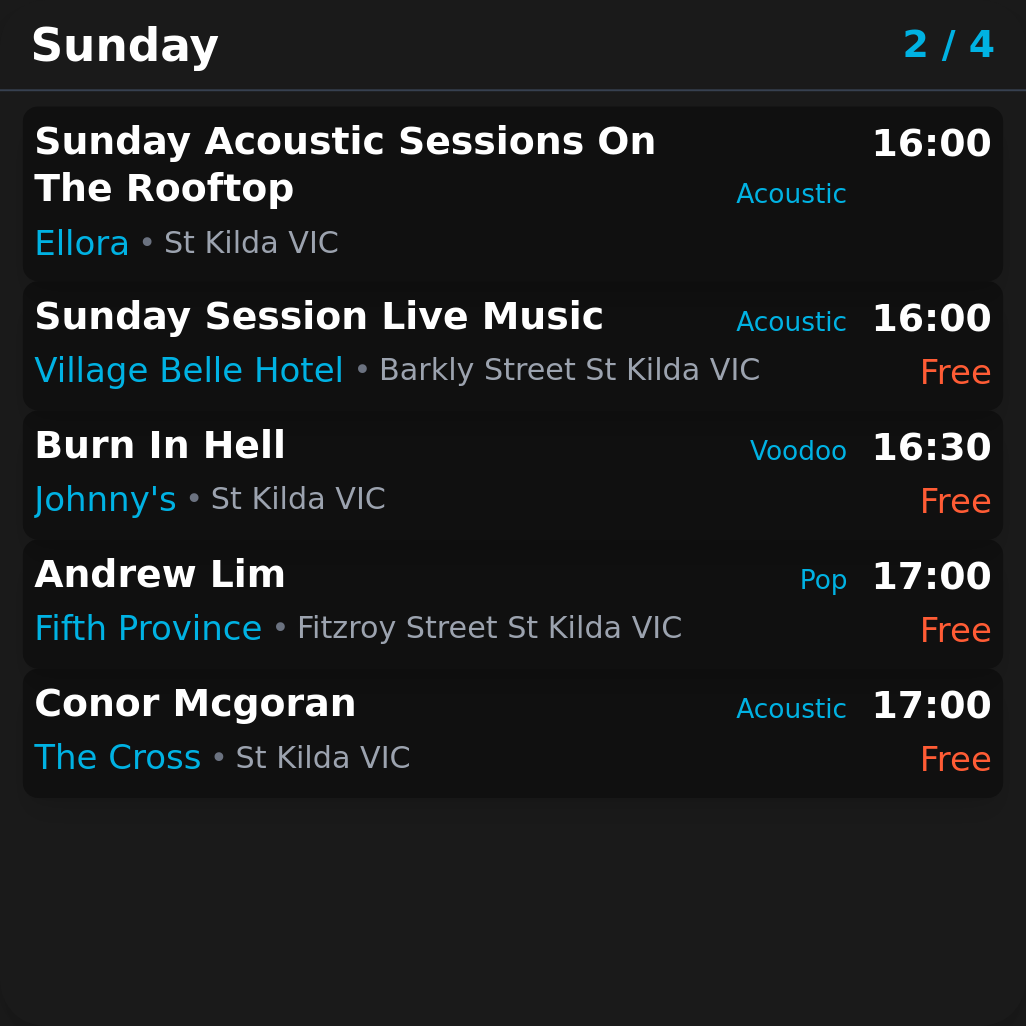 Sunday
2 / 4
Sunday Acoustic Sessions On
The Rooftop
Acoustic
16:00
Ellora • St Kilda VIC
Sunday Session Live Music
Acoustic
16:00
Village Belle Hotel • Barkly Street St Kilda VIC
Free
Burn In Hell
Voodoo
16:30
Johnny's • St Kilda VIC
Free
Andrew Lim
Pop
17:00
Fifth Province • Fitzroy Street St Kilda VIC
Free
Conor Mcgoran
Acoustic
17:00
The Cross • St Kilda VIC
Free